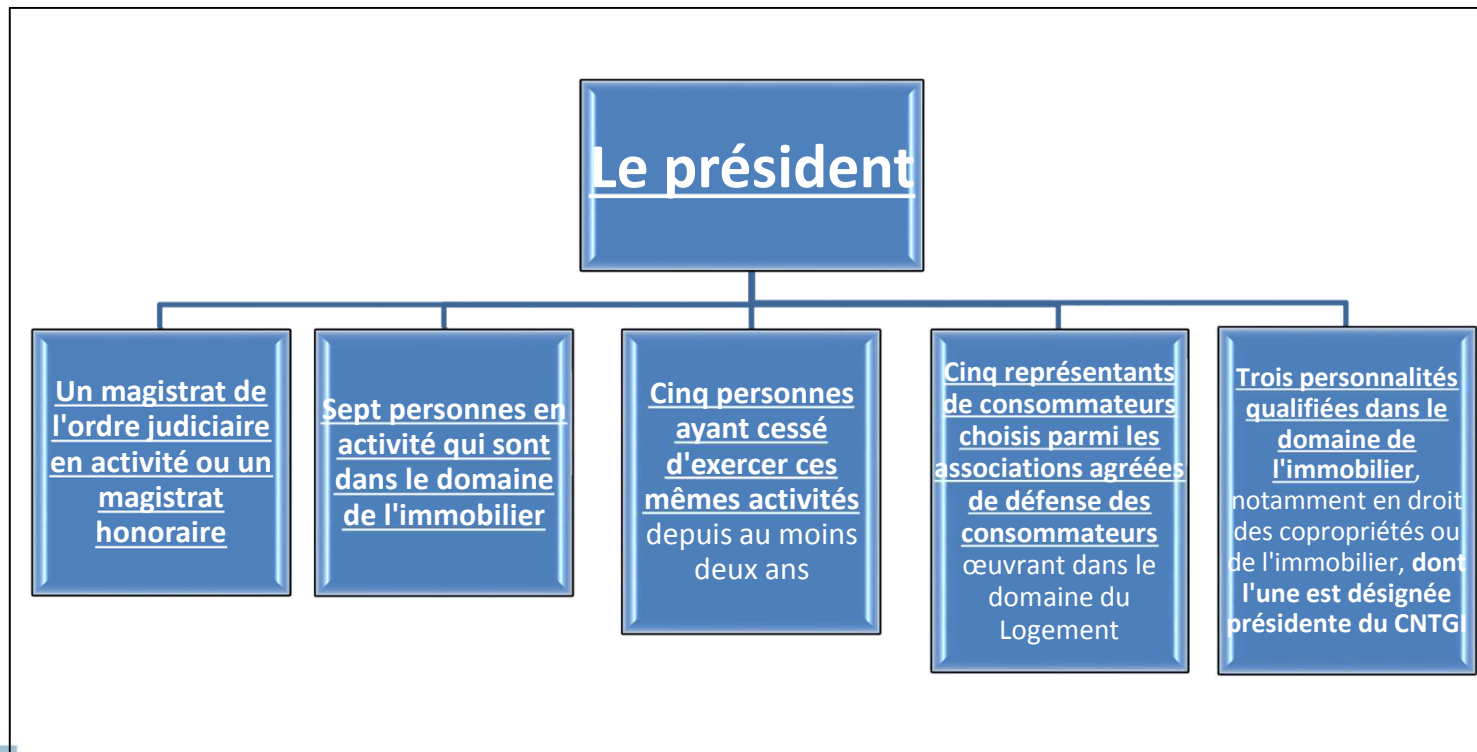 Le président
Un magistrat de
l'ordre judiciaire
en activité ou un
magistrat
honoraire
Sept personnes en
activité qui sont
dans le domaine
de l'immobilier
Cinq personnes
ayant cessé
d'exercer ces
mêmes activités
depuis au moins
deux ans
Cinq représentants
de consommateurs
choisis parmi les
associations agréées
de défense des
consommateurs
œuvrant dans le
domaine du
Logement
Trois personnalités
qualifiées dans le
domaine de
l'immobilier,
notamment en droit
des copropriétés ou
de l'immobilier, dont
l'une est désignée
présidente du CNTGI